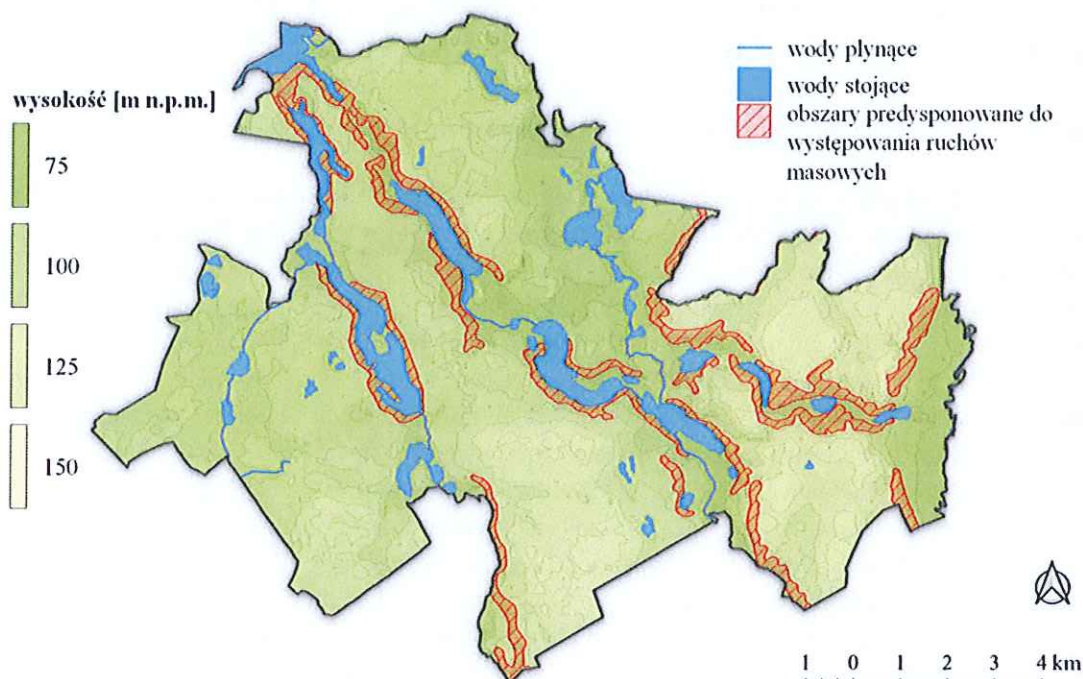 wysokość [m n.p.m.]
75
100
125
150
wody płynące
wody stojące
obszary predysponowane do
występowania ruchów
masowych
1 0 1 2 3 4 km